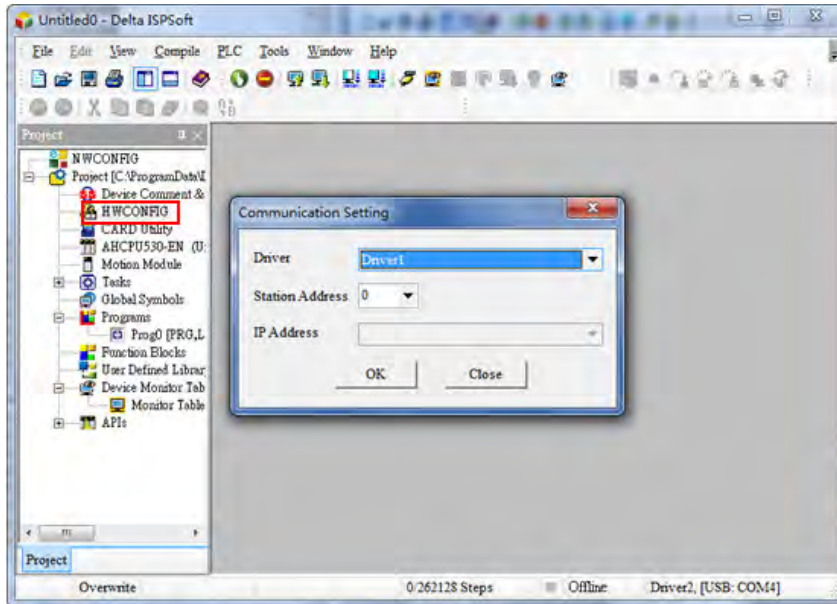 Untitled0 - Delta ISPSoft
File Edit View Compile PLC Tools Window Help
Project
NWCONFIG
Project [C:\ProgramData\D
Device Comment &
HWCONFIG
CARD Utility
AHCPU530-EN (U:
Motion Module
Tasks
Global Symbols
Programs
Prog0 [PRG,L
Function Blocks
User Defined Librar
Device Monitor Tab
Monitor Table
APIs
Project
Communication Setting
Driver Driver1
Station Address 0
IP Address
OK Close
Overwrite 0/262128 Steps Offline Driver2, [USB: COM4]